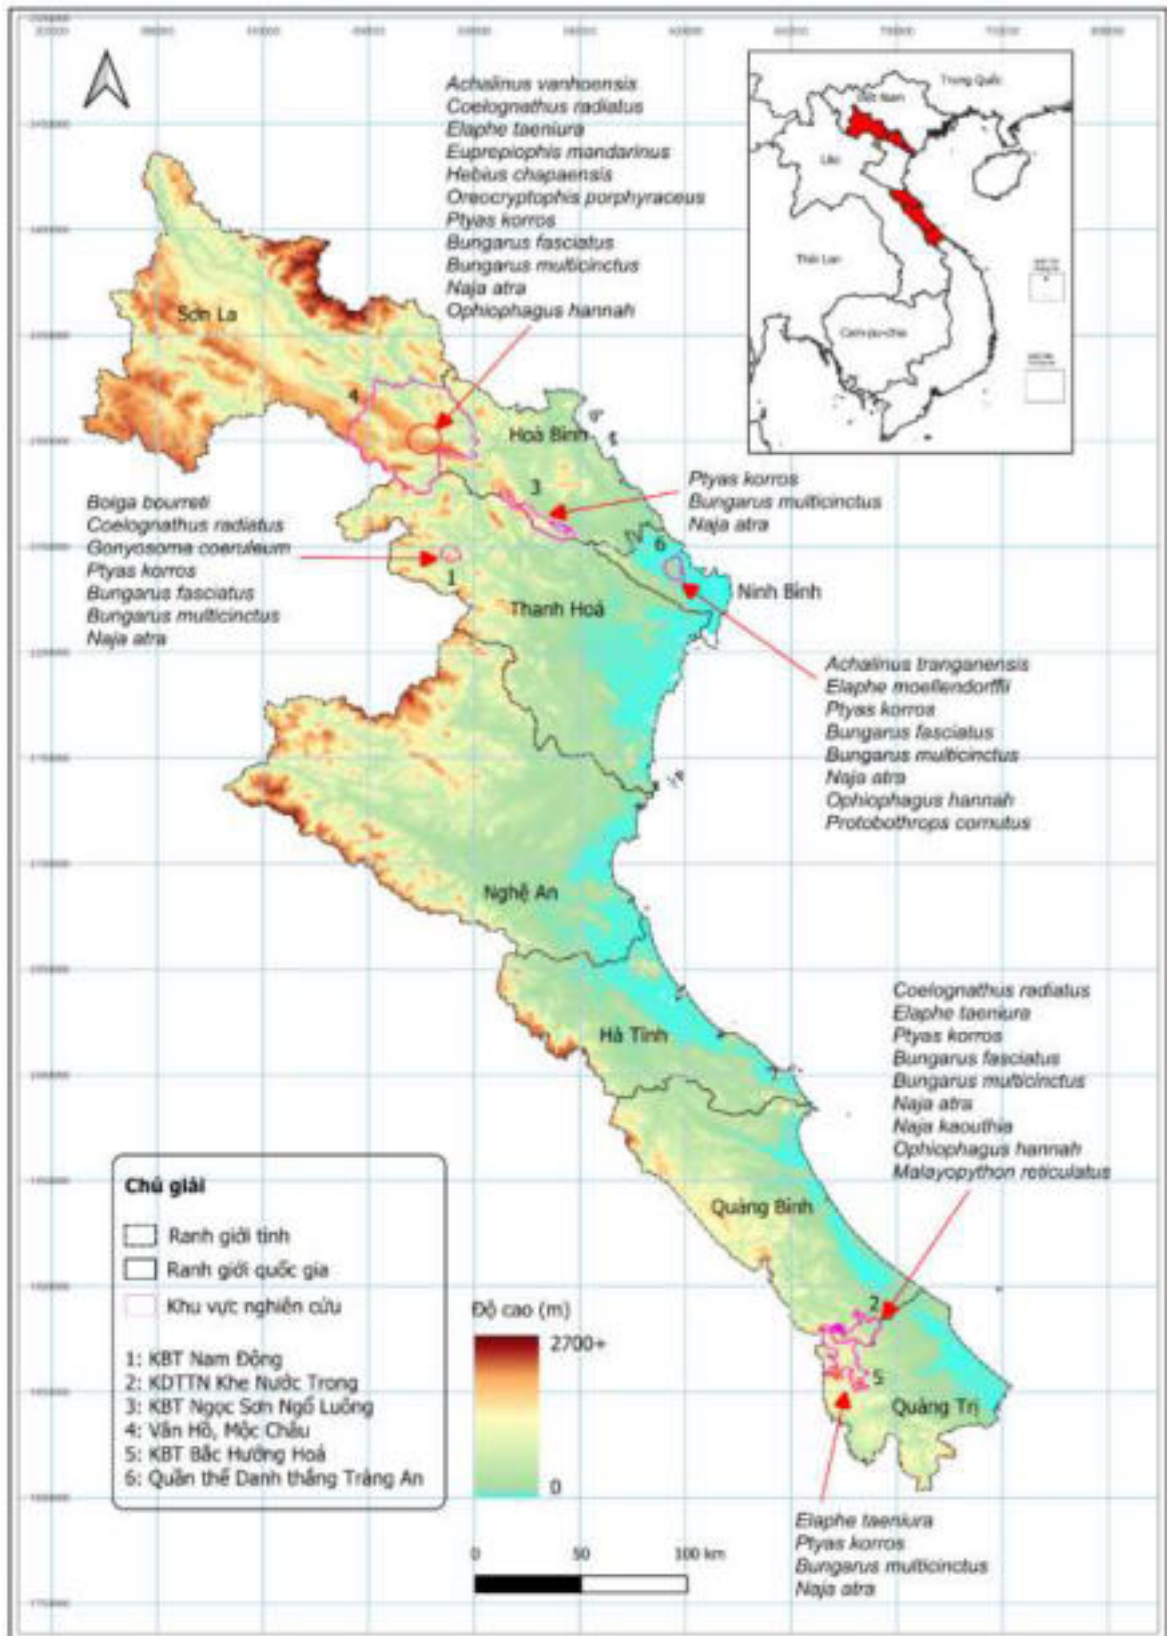 Achalinus vanhoensis
Coelognathus radiatus
Elaphe taeniura
Euprepiophis mandarinus
Hebius chapaensis
Oreocryptophis porphyraceus
Ptyas korros
Bungarus fasciatus
Bungarus multicinctus
Naja atra
Ophiophagus hannah
Trung Quốc
Việt Nam
Lào
Thái Lan
Cam-pu-chia
Sơn La
4
Hoà Bình
3
Ptyas korros
Bungarus multicinctus
Naja atra
Boiga bourreti
Coelognathus radiatus
Gonyosoma coeruleum
Ptyas korros
Bungarus fasciatus
Bungarus multicinctus
Naja atra
1
6
Ninh Bình
Thanh Hoá
Achalinus tranganensis
Elaphe moellendorffii
Ptyas korros
Bungarus fasciatus
Bungarus multicinctus
Naja atra
Ophiophagus hannah
Protobothrops cornutus
Nghệ An
Hà Tĩnh
Coelognathus radiatus
Elaphe taeniura
Ptyas korros
Bungarus fasciatus
Bungarus multicinctus
Naja atra
Naja kaouthia
Ophiophagus hannah
Malayopython reticulatus
Quảng Bình
2
5
Quảng Trị
Chú giải
Ranh giới tỉnh
Ranh giới quốc gia
Khu vực nghiên cứu
1: KBT Nam Động
2: KDTTN Khe Nước Trong
3: KBT Ngọc Sơn Ngổ Luông
4: Vân Hồ, Mộc Châu
5: KBT Bắc Hướng Hoá
6: Quần thể Danh thắng Tràng An
Độ cao (m)
2700+
0
0 50 100 km
Elaphe taeniura
Ptyas korros
Bungarus multicinctus
Naja atra